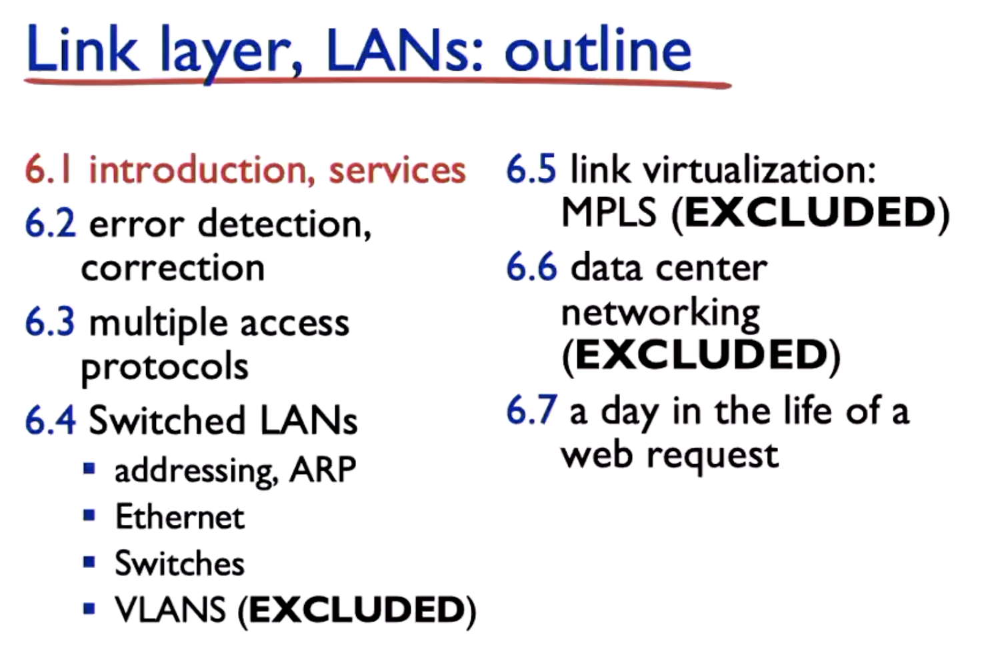 Link layer, LANs: outline
6.1 introduction, services
6.2 error detection,
correction
6.3 multiple access
protocols
6.4 Switched LANs
▪ addressing, ARP
▪ Ethernet
▪ Switches
▪ VLANS (EXCLUDED)
6.5 link virtualization:
MPLS (EXCLUDED)
6.6 data center
networking
(EXCLUDED)
6.7 a day in the life of a
web request